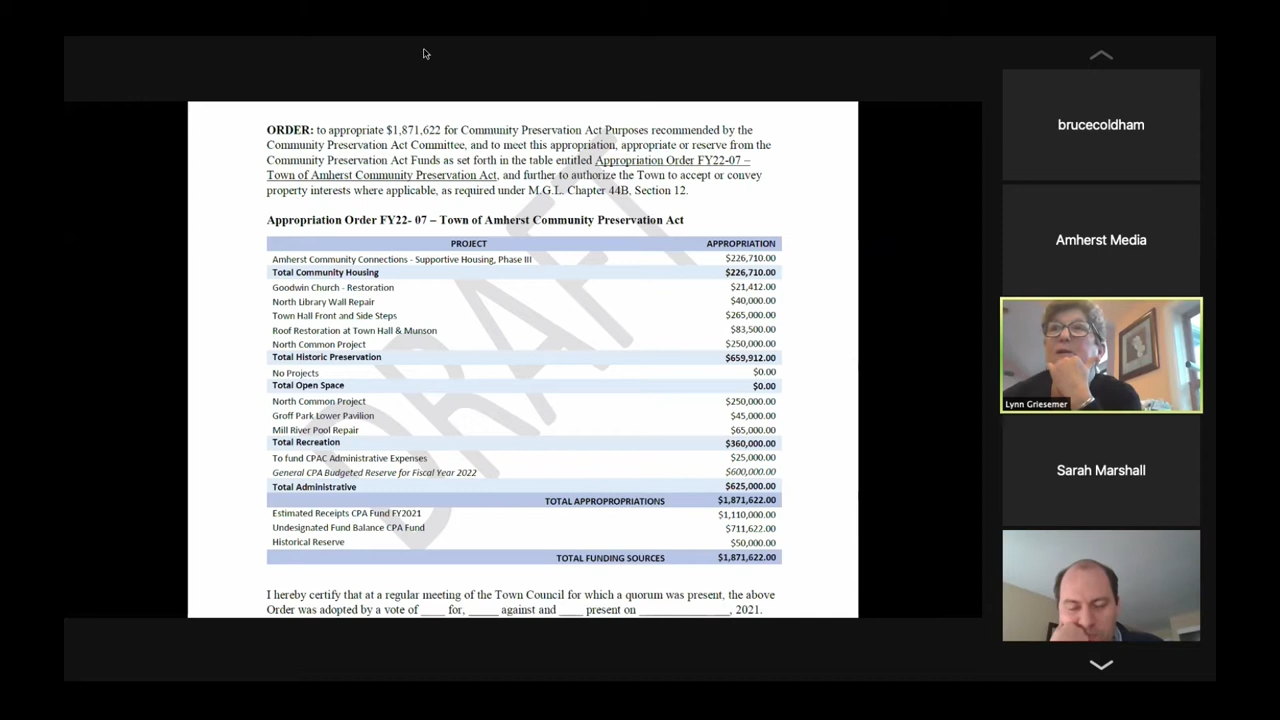 ORDER: to appropriate $1,871,622 for Community Preservation Act Purposes recommended by the
Community Preservation Act Committee, and to meet this appropriation, appropriate or reserve from the
Community Preservation Act Funds as set forth in the table entitled Appropriation Order FY22-07 –
Town of Amherst Community Preservation Act, and further to authorize the Town to accept or convey
property interests where applicable, as required under M.G.L. Chapter 44B, Section 12.
Appropriation Order FY22- 07 – Town of Amherst Community Preservation Act
PROJECT APPROPRIATION
Amherst Community Connections - Supportive Housing, Phase III $226,710.00
Total Community Housing $226,710.00
Goodwin Church - Restoration $21,412.00
North Library Wall Repair $40,000.00
Town Hall Front and Side Steps $265,000.00
Roof Restoration at Town Hall & Munson $83,500.00
North Common Project $250,000.00
Total Historic Preservation $659,912.00
No Projects $0.00
Total Open Space $0.00
North Common Project $250,000.00
Groff Park Lower Pavilion $45,000.00
Mill River Pool Repair $65,000.00
Total Recreation $360,000.00
To fund CPAC Administrative Expenses $25,000.00
General CPA Budgeted Reserve for Fiscal Year 2022 $600,000.00
Total Administrative $625,000.00
TOTAL APPROPROPRIATIONS $1,871,622.00
Estimated Receipts CPA Fund FY2021 $1,110,000.00
Undesignated Fund Balance CPA Fund $711,622.00
Historical Reserve $50,000.00
TOTAL FUNDING SOURCES $1,871,622.00
I hereby certify that at a regular meeting of the Town Council for which a quorum was present, the above
Order was adopted by a vote of ____ for, _____ against and ____ present on _______________, 2021.
DRAFT
brucecoldham
Amherst Media
Lynn Griesemer
Sarah Marshall